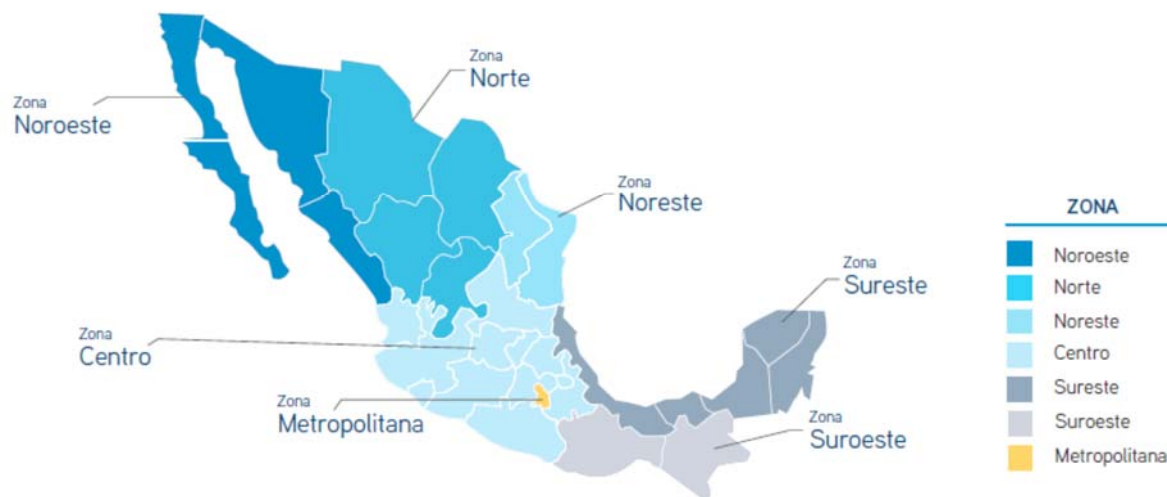 Zona
Norte
Zona
Noroeste
Zona
Noreste
Zona
Sureste
Zona
Centro
Zona
Metropolitana
Zona
Suroeste
ZONA
Noroeste
Norte
Noreste
Centro
Sureste
Suroeste
Metropolitana